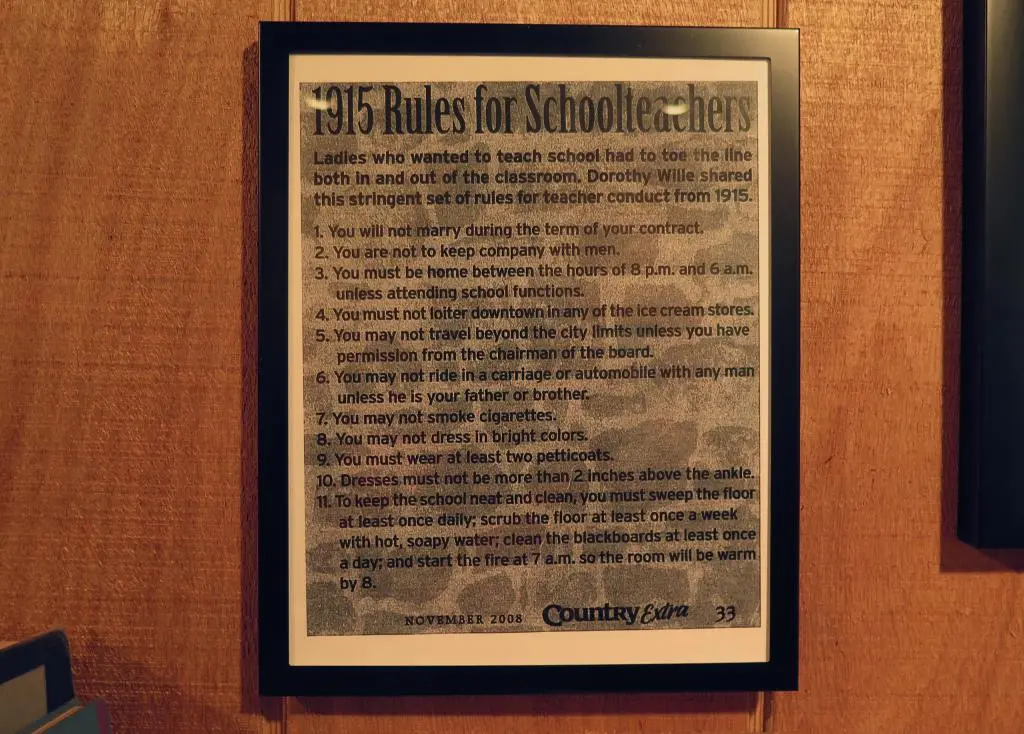 1915 Rules for Schoolteachers
Ladies who wanted to teach school had to toe the line
both in and out of the classroom. Dorothy Wille shared
this stringent set of rules for teacher conduct from 1915.
1. You will not marry during the term of your contract.
2. You are not to keep company with men.
3. You must be home between the hours of 8 p.m. and 6 a.m.
unless attending school functions.
4. You must not loiter downtown in any of the ice cream stores.
5. You may not travel beyond the city limits unless you have
permission from the chairman of the board.
6. You may not ride in a carriage or automobile with any man
unless he is your father or brother.
7. You may not smoke cigarettes.
8. You may not dress in bright colors.
9. You must wear at least two petticoats.
10. Dresses must not be more than 2 inches above the ankle.
11. To keep the school neat and clean, you must sweep the floor
at least once daily; scrub the floor at least once a week
with hot, soapy water; clean the blackboards at least once
a day; and start the fire at 7 a.m. so the room will be warm
by 8.
NOVEMBER 2008 Country Extra 33